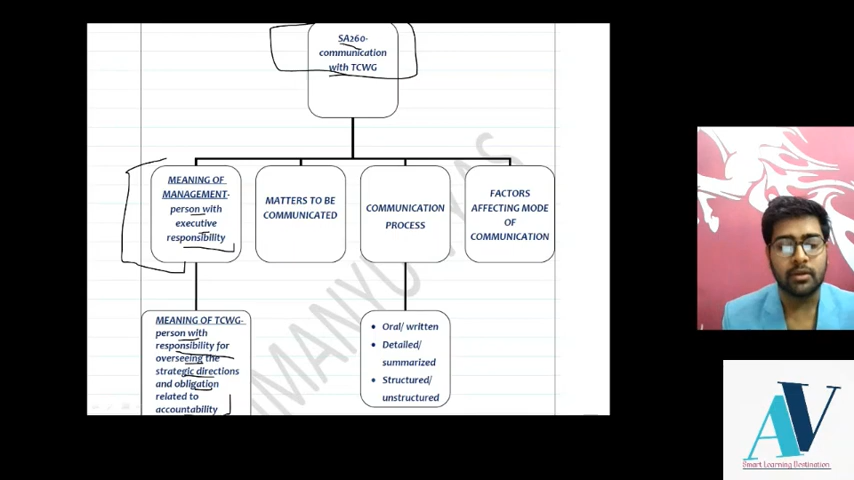 SA260-
communication
with TCWG
MEANING OF
MANAGEMENT-
person with
executive
responsibility
MATTERS TO BE
COMMUNICATED
COMMUNICATION
PROCESS
FACTORS
AFFECTING MODE
OF
COMMUNICATION
MEANING OF TCWG-
person with
responsibility for
overseeing the
strategic directions
and obligation
related to
accountability
• Oral/ written
• Detailed/
summarized
• Structured/
unstructured
AV
Smart Learning Destination